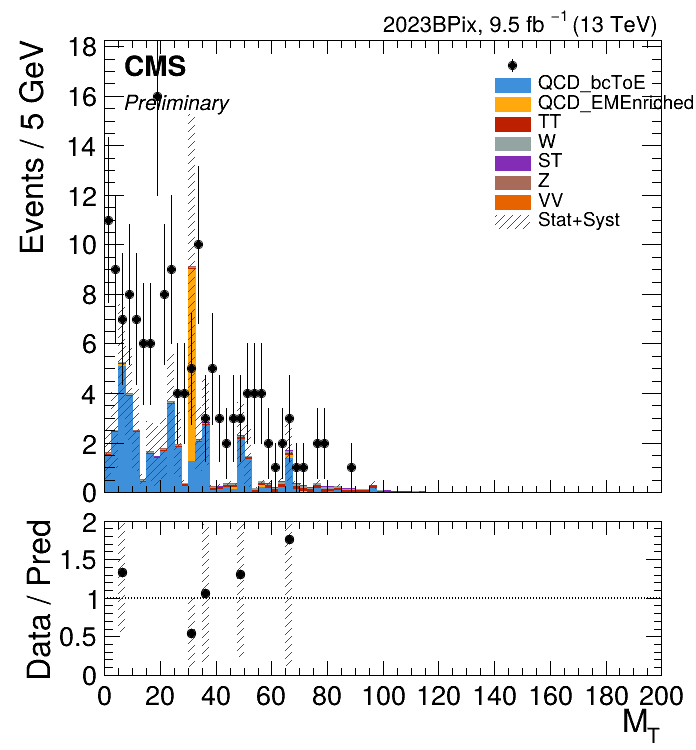 2023BPix, 9.5 fb⁻¹ (13 TeV)
CMS
Preliminary
Events / 5 GeV
18
16
14
12
10
8
6
4
2
0
QCD_bcToE
QCD_EMEnriched
TT
W
ST
Z
VV
Stat+Syst
Data / Pred
2
1.5
1
0.5
0
0 20 40 60 80 100 120 140 160 180 200
M_T